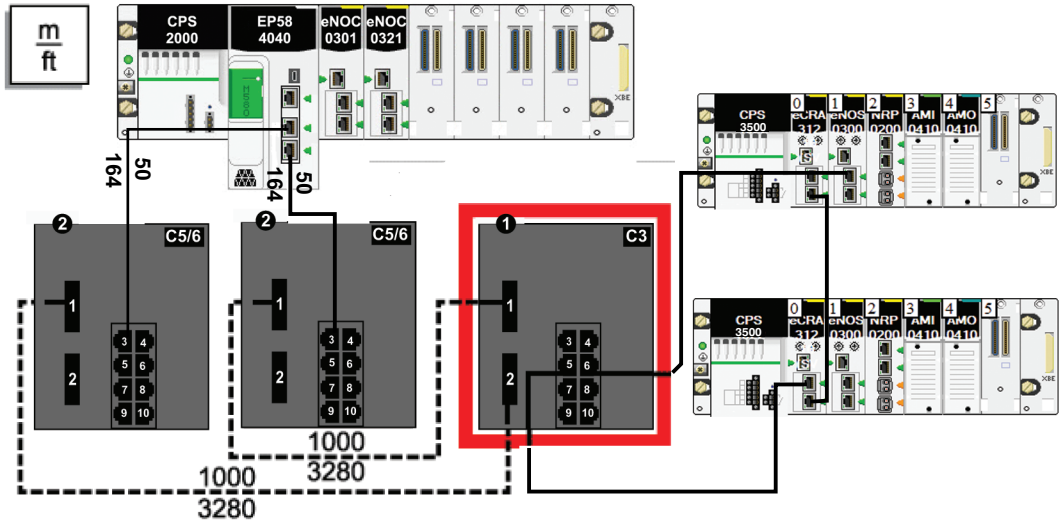 m
ft
CPS
2000
EP58
4040
eNOC
0301
eNOC
0321
XBE
50
164
50
164
CPS
3500
0
eCRA
312
1
eNOS
0300
2
NRP
0200
3
AMI
0410
4
AMO
0410
5
XBE
S
2
C5/6
1
2
3 4
5 6
7 8
9 10
2
C5/6
1
2
3 4
5 6
7 8
9 10
1
C3
1
2
3 4
5 6
7 8
9 10
CPS
3500
0
eCRA
312
1
eNOS
0300
2
NRP
0200
3
AMI
0410
4
AMO
0410
5
XBE
S
1000
3280
1000
3280